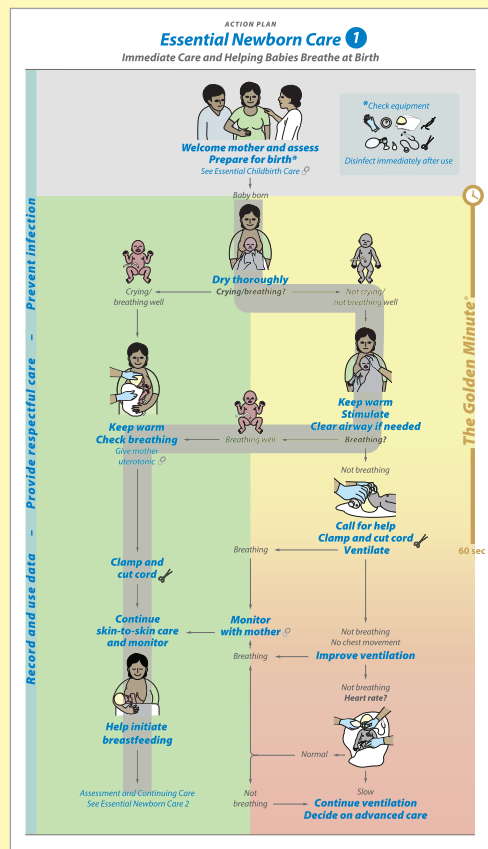 ACTION PLAN
Essential Newborn Care 1
Immediate Care and Helping Babies Breathe at Birth
*Check equipment
Disinfect immediately after use
Welcome mother and assess
Prepare for birth*
See Essential Childbirth Care
Baby born
Dry thoroughly
Crying/breathing?
Crying/
breathing well
Not crying/
not breathing well
Keep warm
Check breathing
Give mother
uterotonic
Breathing well
Keep warm
Stimulate
Clear airway if needed
Breathing?
Not breathing
Call for help
Clamp and cut cord
Ventilate
Breathing
Clamp and
cut cord
Continue
skin-to-skin care
and monitor
Monitor
with mother
Not breathing
No chest movement
Breathing
Improve ventilation
Not breathing
Heart rate?
Help initiate
breastfeeding
Normal
Assessment and Continuing Care
See Essential Newborn Care 2
Not
breathing
Slow
Continue ventilation
Decide on advanced care
The Golden Minute®
60 sec
Record and use data – Provide respectful care – Prevent infection